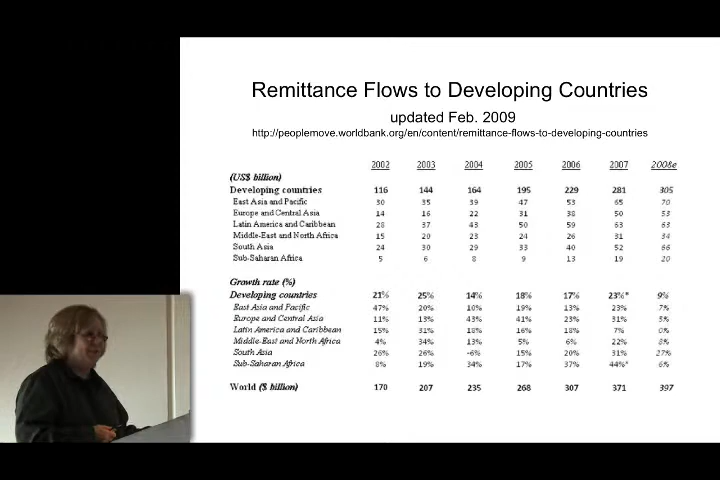 Remittance Flows to Developing Countries
updated Feb. 2009
http://peoplemove.worldbank.org/en/content/remittance-flows-to-developing-countries
2002 2003 2004 2005 2006 2007 2008e
(US$ billion)
Developing countries 116 144 164 195 229 281 305
East Asia and Pacific 30 35 39 47 53 65 70
Europe and Central Asia 14 16 22 31 38 50 53
Latin America and Caribbean 28 37 43 50 59 63 63
Middle-East and North Africa 15 20 23 24 26 31 34
South Asia 24 30 29 33 40 52 66
Sub-Saharan Africa 5 6 8 9 13 19 20
Growth rate (%)
Developing countries 21% 25% 14% 18% 17% 23%* 9%
East Asia and Pacific 47% 20% 10% 19% 13% 23% 7%
Europe and Central Asia 11% 13% 43% 41% 23% 31% 5%
Latin America and Caribbean 15% 31% 18% 16% 18% 7% 0%
Middle-East and North Africa 4% 34% 13% 5% 6% 22% 8%
South Asia 26% 26% -6% 15% 20% 31% 27%
Sub-Saharan Africa 8% 19% 34% 17% 37% 44%* 6%
World ($ billion) 170 207 235 268 307 371 397